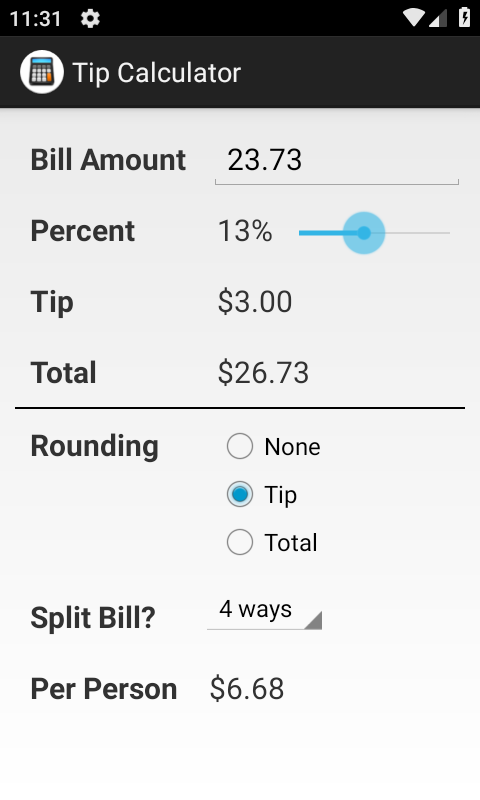 11:31
Tip Calculator
Bill Amount 23.73
Percent 13%
Tip $3.00
Total $26.73
Rounding None
Tip
Total
Split Bill? 4 ways
Per Person $6.68